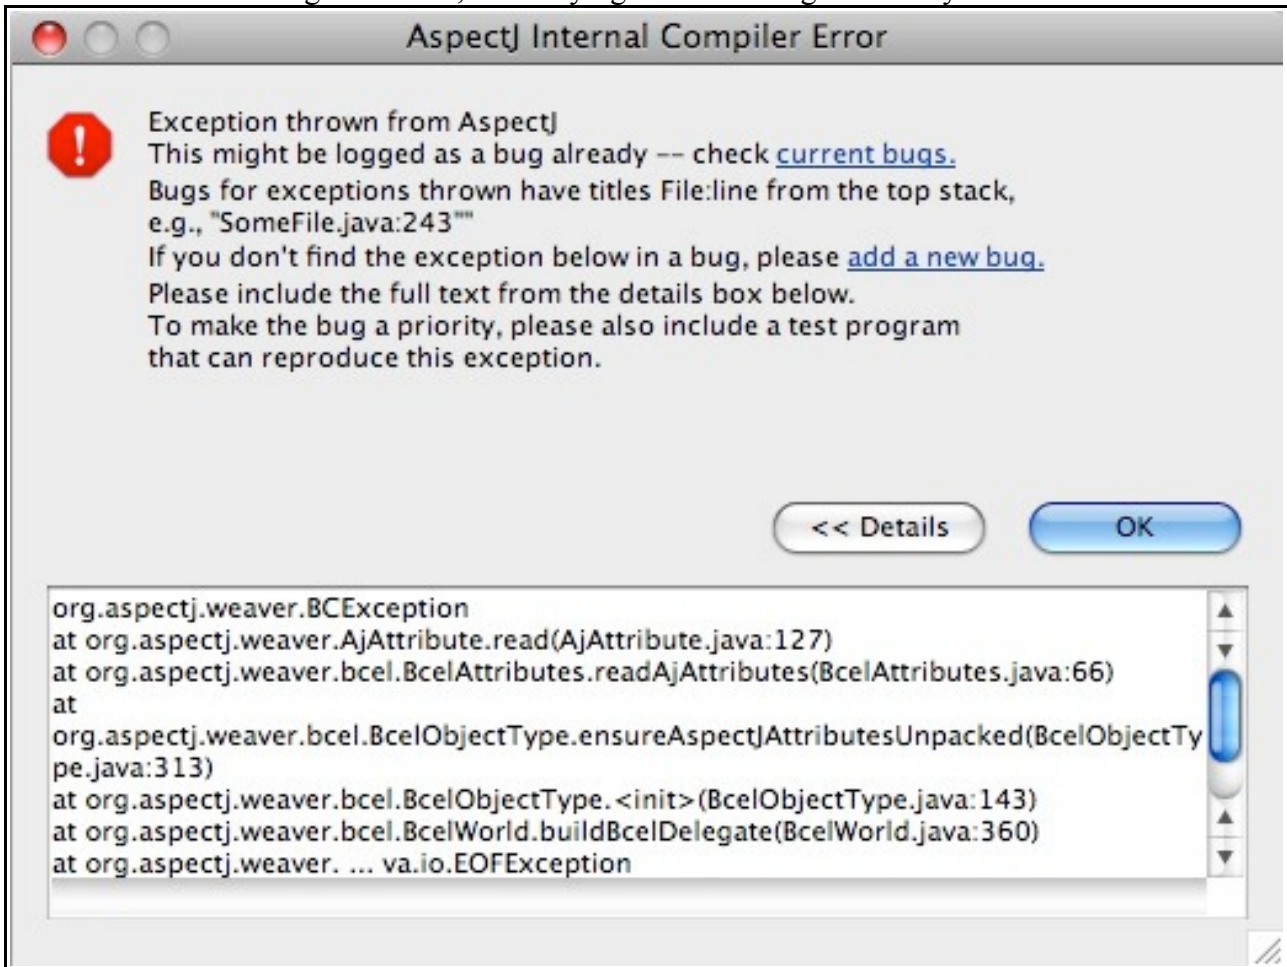 AspectJ Internal Compiler Error
Exception thrown from AspectJ
This might be logged as a bug already -- check current bugs.
Bugs for exceptions thrown have titles File:line from the top stack,
e.g., "SomeFile.java:243""
If you don't find the exception below in a bug, please add a new bug.
Please include the full text from the details box below.
To make the bug a priority, please also include a test program
that can reproduce this exception.
<< Details
OK
org.aspectj.weaver.BCException
at org.aspectj.weaver.AjAttribute.read(AjAttribute.java:127)
at org.aspectj.weaver.bcel.BcelAttributes.readAjAttributes(BcelAttributes.java:66)
at
org.aspectj.weaver.bcel.BcelObjectType.ensureAspectJAttributesUnpacked(BcelObjectTy
pe.java:313)
at org.aspectj.weaver.bcel.BcelObjectType.<init>(BcelObjectType.java:143)
at org.aspectj.weaver.bcel.BcelWorld.buildBcelDelegate(BcelWorld.java:360)
at org.aspectj.weaver. ... va.io.EOFException